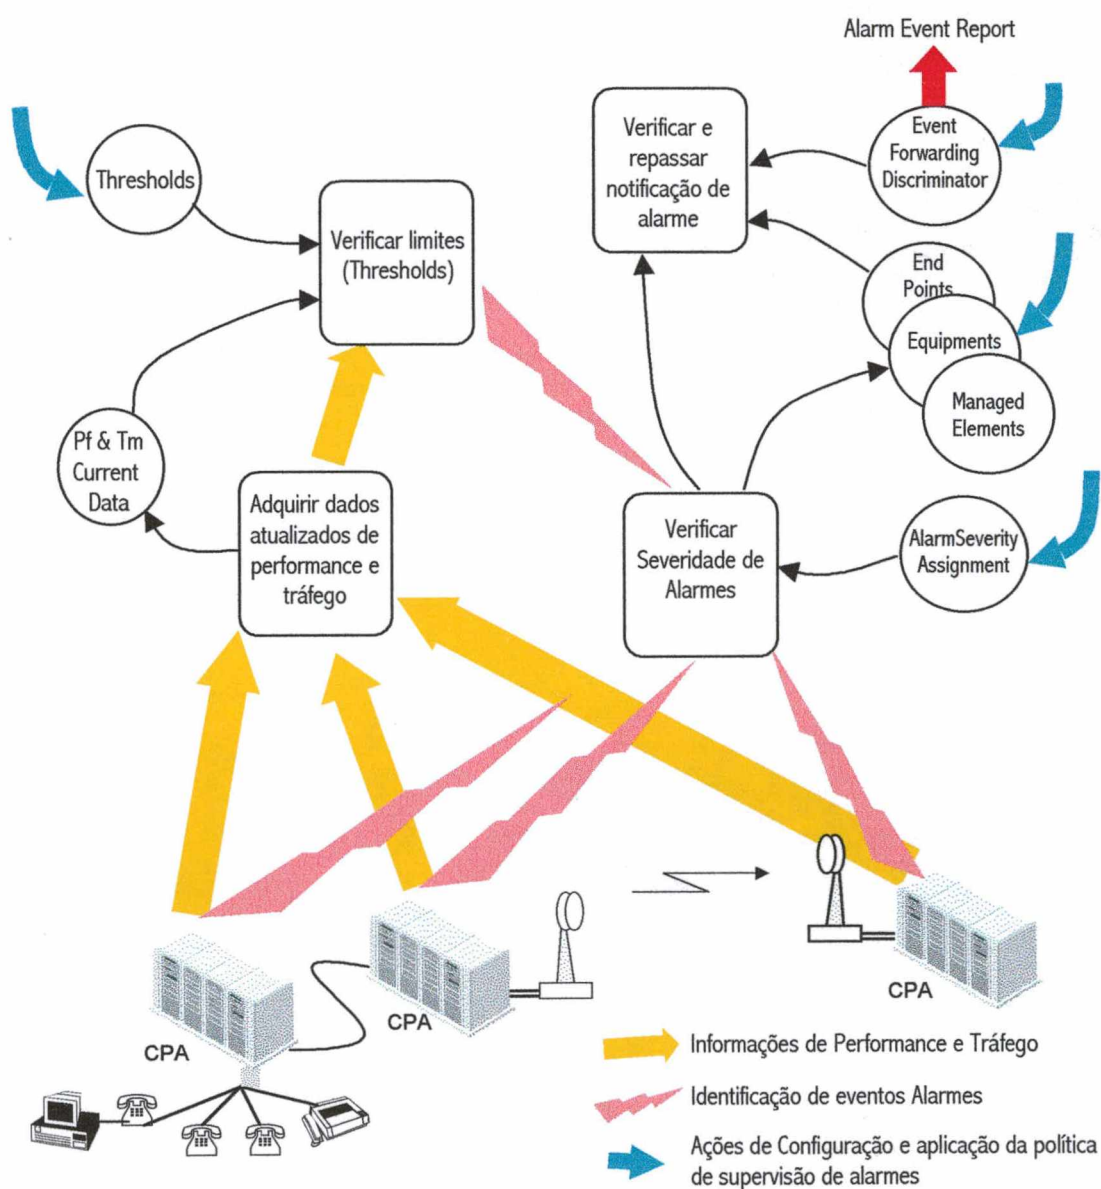 Alarm Event Report
Verificar e
repassar
notificação de
alarme
Event
Forwarding
Discriminator
Thresholds
Verificar limites
(Thresholds)
End
Points
Equipments
Managed
Elements
Pf & Tm
Current
Data
Adquirir dados
atualizados de
performance e
tráfego
Verificar
Severidade de
Alarmes
AlarmSeverity
Assignment
CPA
CPA
CPA
Informações de Performance e Tráfego
Identificação de eventos Alarmes
Ações de Configuração e aplicação da política
de supervisão de alarmes